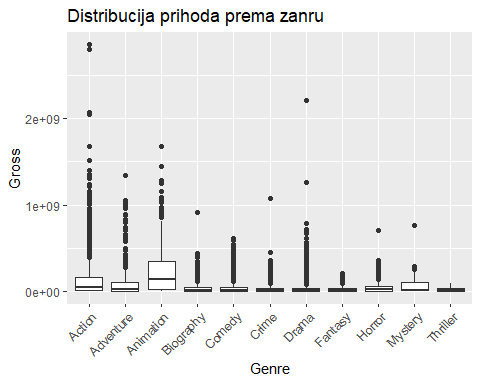 Distribucija prihoda prema zanru
Gross
2e+09
1e+09
0e+00
Action
Adventure
Animation
Biography
Comedy
Crime
Drama
Fantasy
Horror
Mystery
Thriller
Genre